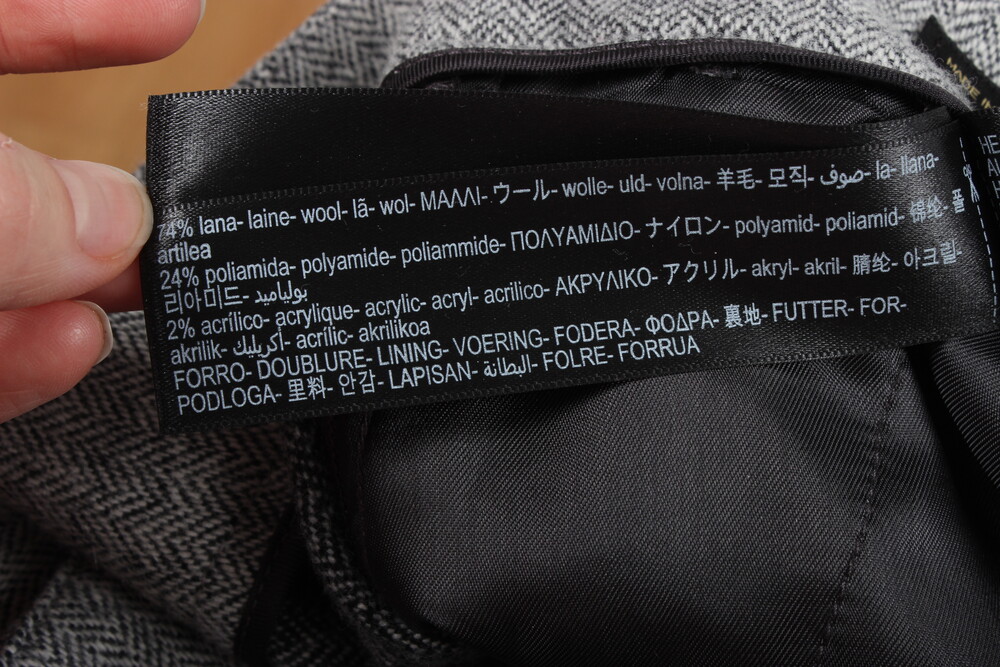 74% lana- laine- wool- lã- wol- ΜΑΛΛΙ- ウール- wolle- uld- volna- 羊毛- 모직- صوف- la- llana-
artilea
24% poliamida- polyamide- poliammide- ΠΟΛΥΑΜΙΔΙΟ- ナイロン- polyamid- poliamid- 锦纶- 폴
리아미드- بولياميد
2% acrílico- acrylique- acrylic- acryl- acrilico- ΑΚΡΥΛΙΚΟ- アクリル- akryl- akril- 腈纶- 아크릴-
akrilik- أكريليك- acrílic- akrilikoa
FORRO- DOUBLURE- LINING- VOERING- FODERA- ΦΟΔΡΑ- 裏地- FUTTER- FOR-
PODLOGA- 里料- 안감- LAPISAN- البطانة- FOLRE- FORRUA
MADE IN
HE